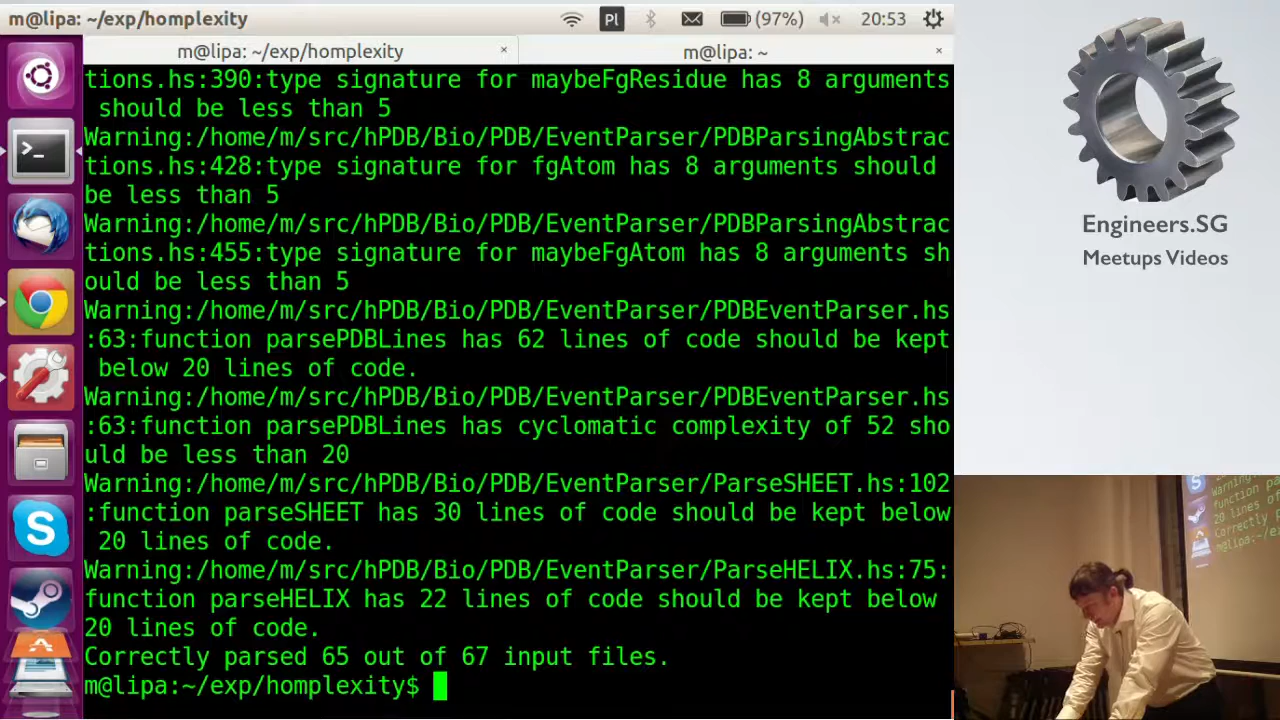 m@lipa: ~/exp/homplexity
Pl
(97%)
20:53
m@lipa: ~/exp/homplexity ×
m@lipa: ~ ×
tions.hs:390:type signature for maybeFgResidue has 8 arguments
should be less than 5
Warning:/home/m/src/hPDB/Bio/PDB/EventParser/PDBParsingAbstrac
tions.hs:428:type signature for fgAtom has 8 arguments should
be less than 5
Warning:/home/m/src/hPDB/Bio/PDB/EventParser/PDBParsingAbstrac
tions.hs:455:type signature for maybeFgAtom has 8 arguments sh
ould be less than 5
Warning:/home/m/src/hPDB/Bio/PDB/EventParser/PDBEventParser.hs
:63:function parsePDBLines has 62 lines of code should be kept
below 20 lines of code.
Warning:/home/m/src/hPDB/Bio/PDB/EventParser/PDBEventParser.hs
:63:function parsePDBLines has cyclomatic complexity of 52 sho
uld be less than 20
Warning:/home/m/src/hPDB/Bio/PDB/EventParser/ParseSHEET.hs:102
:function parseSHEET has 30 lines of code should be kept below
20 lines of code.
Warning:/home/m/src/hPDB/Bio/PDB/EventParser/ParseHELIX.hs:75:
function parseHELIX has 22 lines of code should be kept below
20 lines of code.
Correctly parsed 65 out of 67 input files.
m@lipa:~/exp/homplexity$
Engineers.SG
Meetups Videos